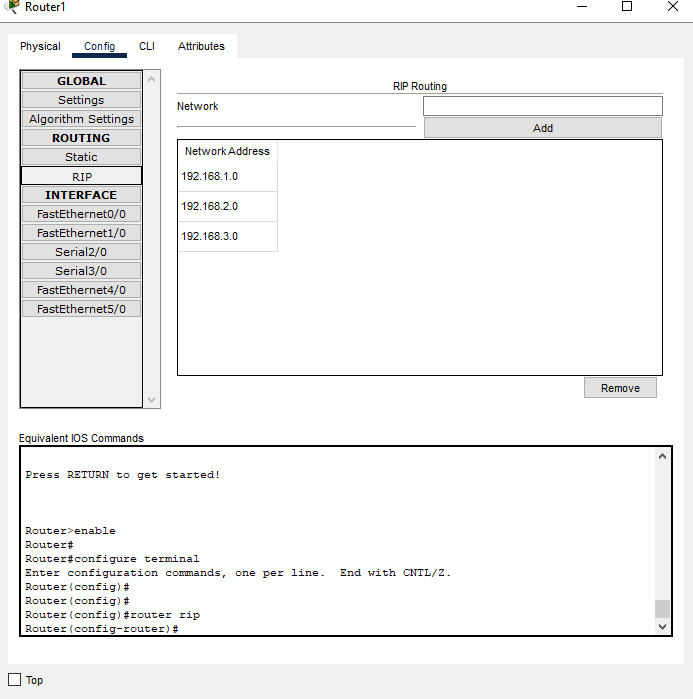 Router1
Physical Config CLI Attributes
GLOBAL
Settings
Algorithm Settings
ROUTING
Static
RIP
INTERFACE
FastEthernet0/0
FastEthernet1/0
Serial2/0
Serial3/0
FastEthernet4/0
FastEthernet5/0
RIP Routing
Network
Add
Network Address
192.168.1.0
192.168.2.0
192.168.3.0
Remove
Equivalent IOS Commands
Press RETURN to get started!
Router>enable
Router#
Router#configure terminal
Enter configuration commands, one per line.  End with CNTL/Z.
Router(config)#
Router(config)#
Router(config)#router rip
Router(config-router)#
Top